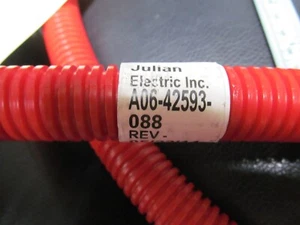 Julian
Electric Inc.
A06-42593-
088
REV -